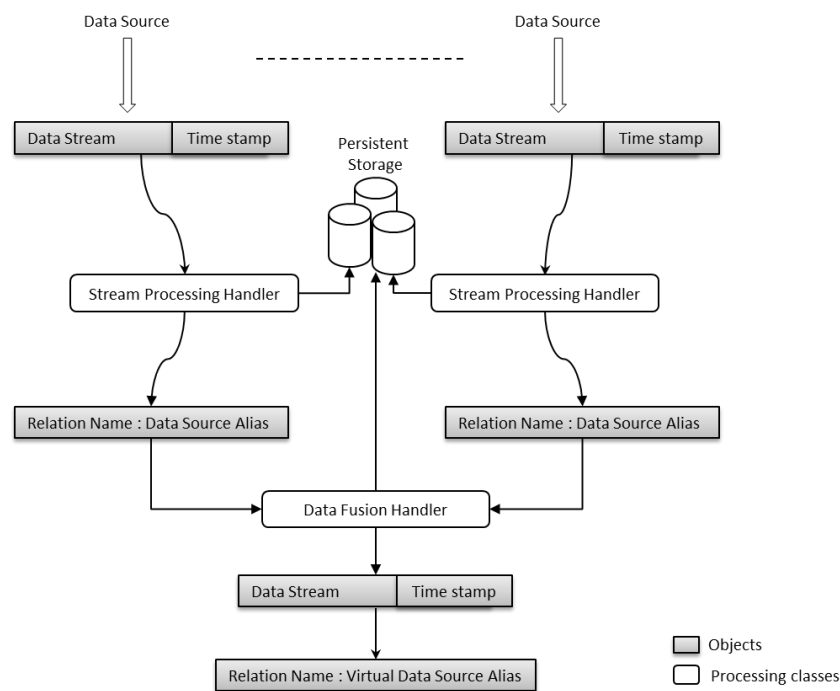 Data Source
Data Source
Data Stream
Time stamp
Data Stream
Time stamp
Persistent
Storage
Stream Processing Handler
Stream Processing Handler
Relation Name : Data Source Alias
Relation Name : Data Source Alias
Data Fusion Handler
Data Stream
Time stamp
Relation Name : Virtual Data Source Alias
Objects
Processing classes